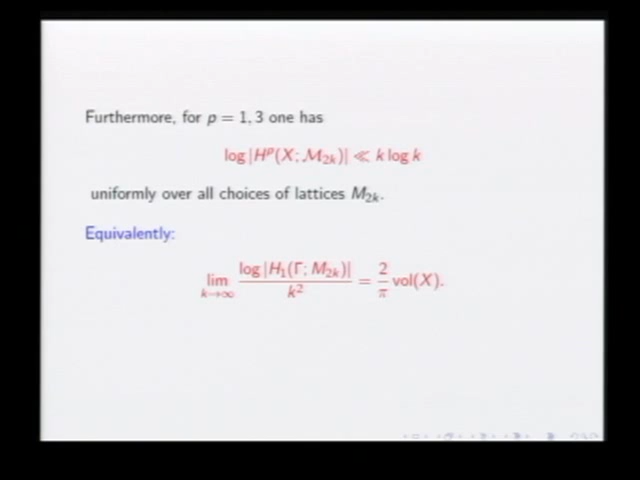 Furthermore, for p = 1, 3 one has
log |H^p(X; M_{2k})| ≪ k log k
uniformly over all choices of lattices M_{2k}.
Equivalently:
lim_{k→∞} log |H_1(Γ; M_{2k})| / k^2 = 2/π vol(X).